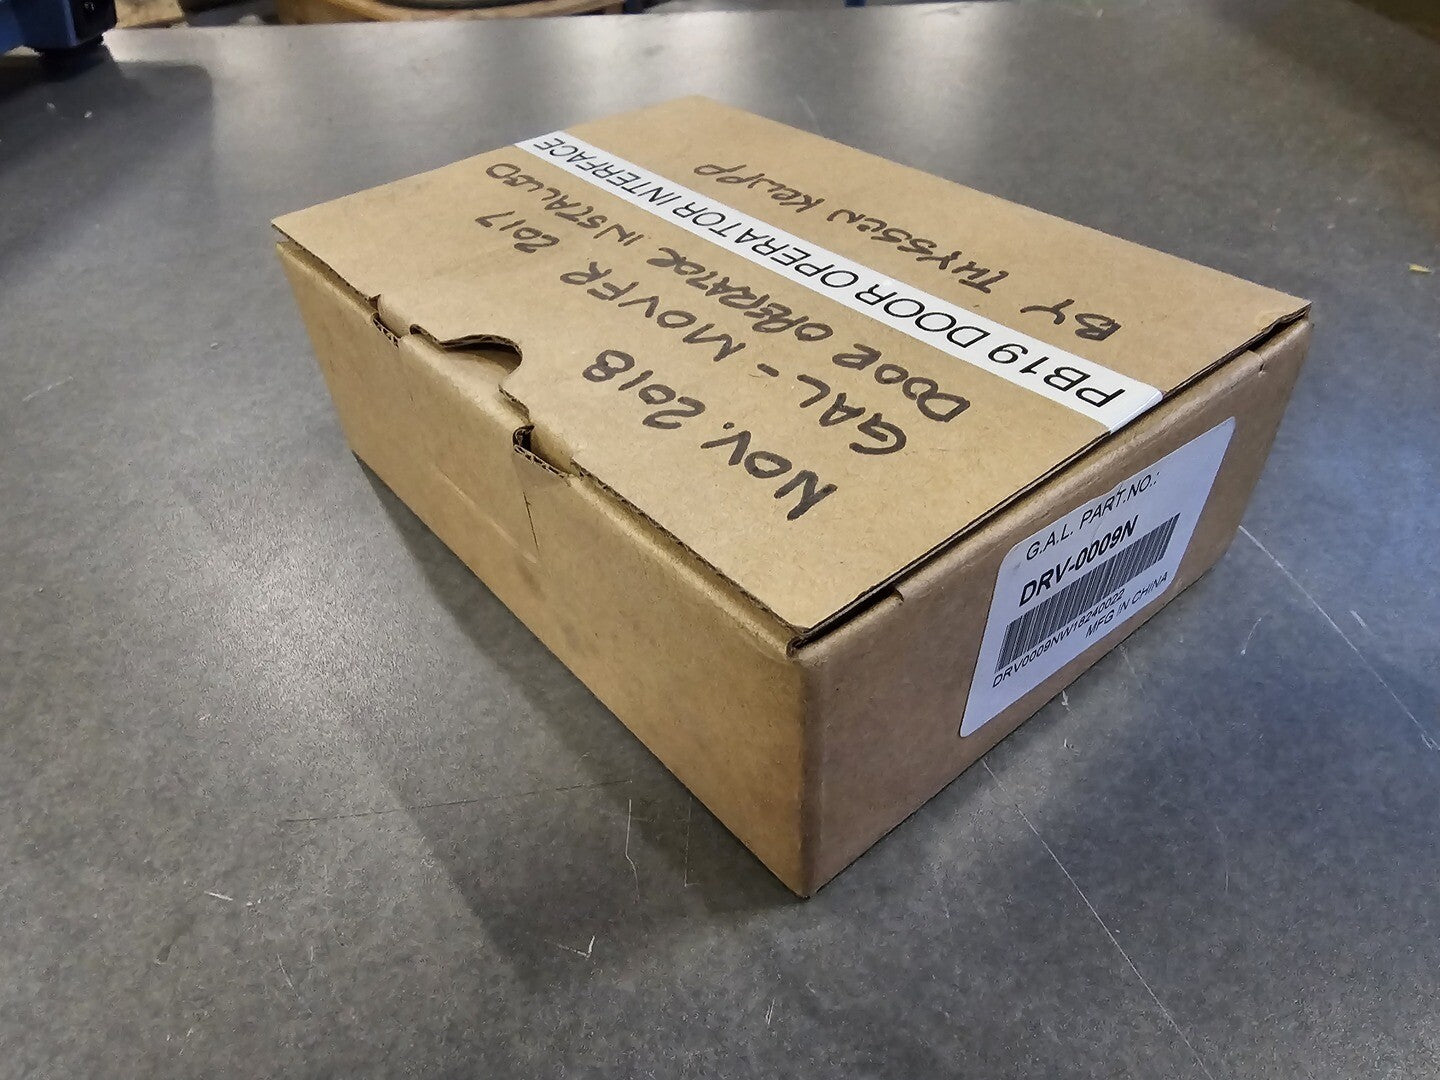 NOV. 2018
GAL - MOVFR 2017
DOOR OPERATOR INSTALLED
PB19 DOOR OPERATOR INTERFACE
BY THYSSEN KRUPP
G.A.L. PART.NO.:
DRV-0009N
DRV0009NW18240022
MFG IN CHINA